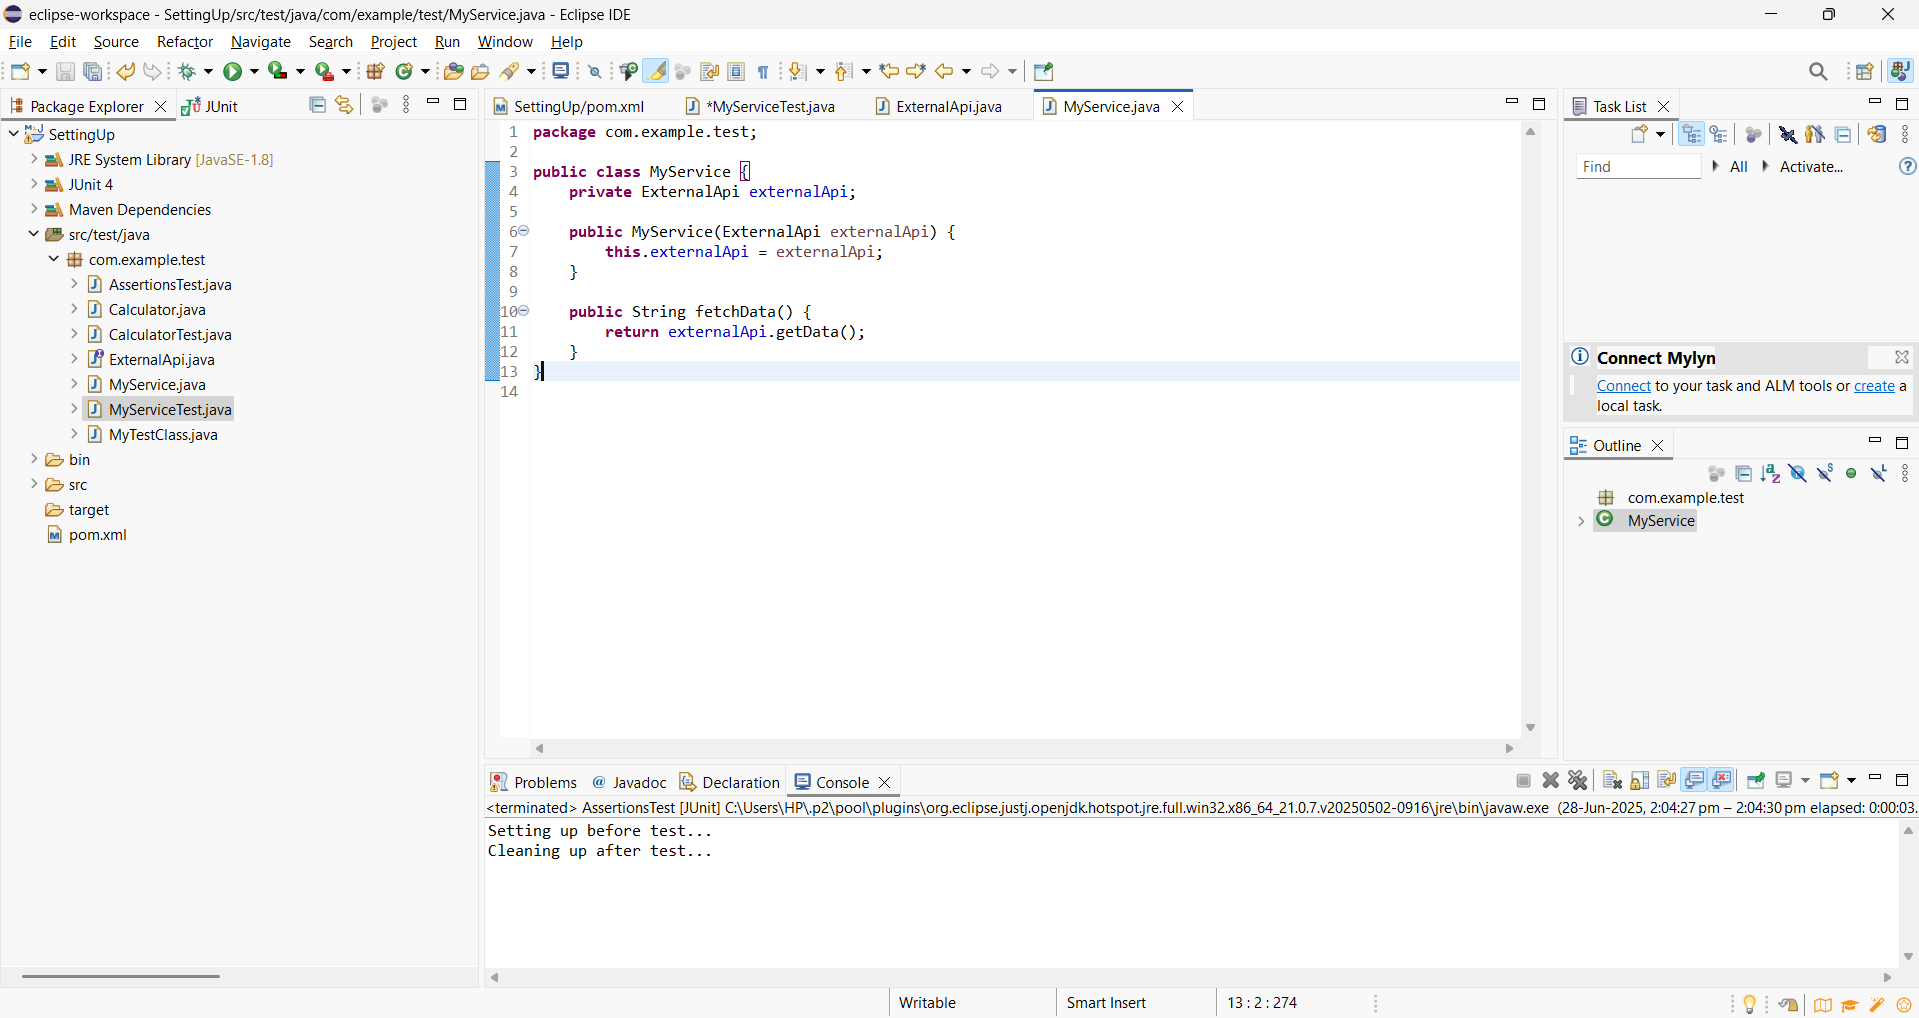 eclipse-workspace - SettingUp/src/test/java/com/example/test/MyService.java - Eclipse IDE
File Edit Source Refactor Navigate Search Project Run Window Help
Package Explorer JUnit
SettingUp
JRE System Library [JavaSE-1.8]
JUnit 4
Maven Dependencies
src/test/java
com.example.test
AssertionsTest.java
Calculator.java
CalculatorTest.java
ExternalApi.java
MyService.java
MyServiceTest.java
MyTestClass.java
bin
src
target
pom.xml
SettingUp/pom.xml *MyServiceTest.java ExternalApi.java MyService.java
1 package com.example.test;
2
3 public class MyService {
4 private ExternalApi externalApi;
5
6 public MyService(ExternalApi externalApi) {
7 this.externalApi = externalApi;
8 }
9
10 public String fetchData() {
11 return externalApi.getData();
12 }
13 }
14
Task List
Find All Activate...
Connect Mylyn
Connect to your task and ALM tools or create a
local task.
Outline
com.example.test
MyService
Problems @ Javadoc Declaration Console
<terminated> AssertionsTest [JUnit] C:\Users\HP\.p2\pool\plugins\org.eclipse.justj.openjdk.hotspot.jre.full.win32.x86_64_21.0.7.v20250502-0916\jre\bin\javaw.exe (28-Jun-2025, 2:04:27 pm – 2:04:30 pm elapsed: 0:00:03.
Setting up before test...
Cleaning up after test...
Writable Smart Insert 13 : 2 : 274